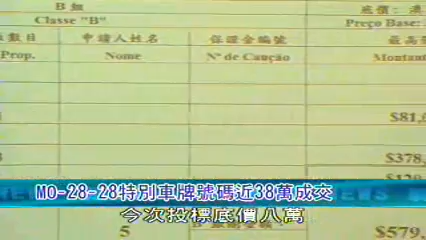 B 組
底價：澳
Classe "B"
Preço Base:
數目 申請人姓名 保證金編號 最高
Prop. Nome Nº de Caução Montant
$81,
$378,
MO-28-28特別車牌號碼近38萬成交
今次投標底價八萬
5 $579,